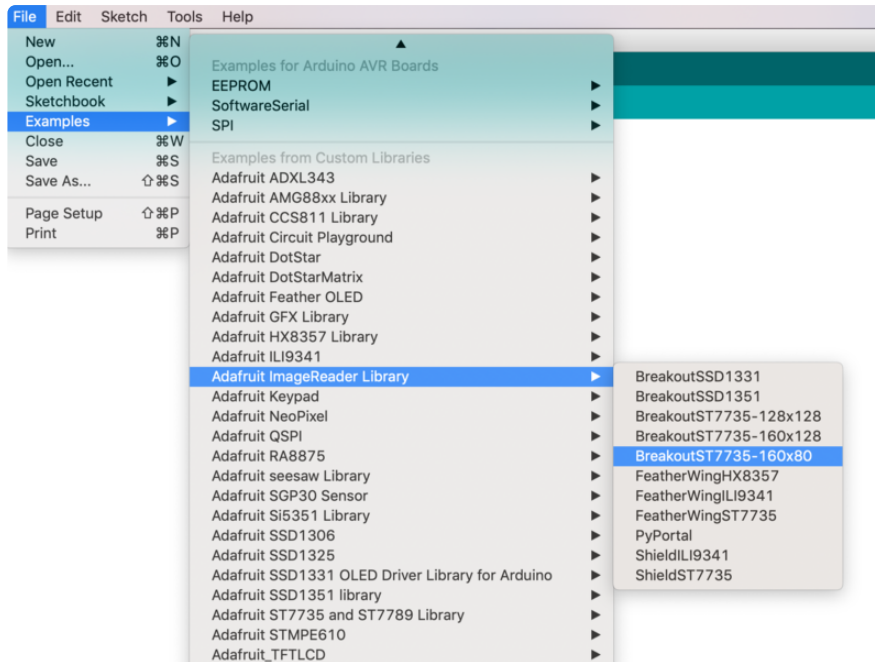 File Edit Sketch Tools Help
New ⌘N
Open... ⌘O
Open Recent ▶
Sketchbook ▶
Examples ▶
Close ⌘W
Save ⌘S
Save As... ⇧⌘S
Page Setup ⇧⌘P
Print ⌘P
▲
Examples for Arduino AVR Boards
EEPROM ▶
SoftwareSerial ▶
SPI ▶
Examples from Custom Libraries
Adafruit ADXL343 ▶
Adafruit AMG88xx Library ▶
Adafruit CCS811 Library ▶
Adafruit Circuit Playground ▶
Adafruit DotStar ▶
Adafruit DotStarMatrix ▶
Adafruit Feather OLED ▶
Adafruit GFX Library ▶
Adafruit HX8357 Library ▶
Adafruit ILI9341 ▶
Adafruit ImageReader Library ▶
Adafruit Keypad ▶
Adafruit NeoPixel ▶
Adafruit QSPI ▶
Adafruit RA8875 ▶
Adafruit seesaw Library ▶
Adafruit SGP30 Sensor ▶
Adafruit Si5351 Library ▶
Adafruit SSD1306 ▶
Adafruit SSD1325 ▶
Adafruit SSD1331 OLED Driver Library for Arduino ▶
Adafruit SSD1351 library ▶
Adafruit ST7735 and ST7789 Library ▶
Adafruit STMPE610 ▶
Adafruit_TFTLCD ▶
BreakoutSSD1331
BreakoutSSD1351
BreakoutST7735-128x128
BreakoutST7735-160x128
BreakoutST7735-160x80
FeatherWingHX8357
FeatherWingILI9341
FeatherWingST7735
PyPortal
ShieldILI9341
ShieldST7735